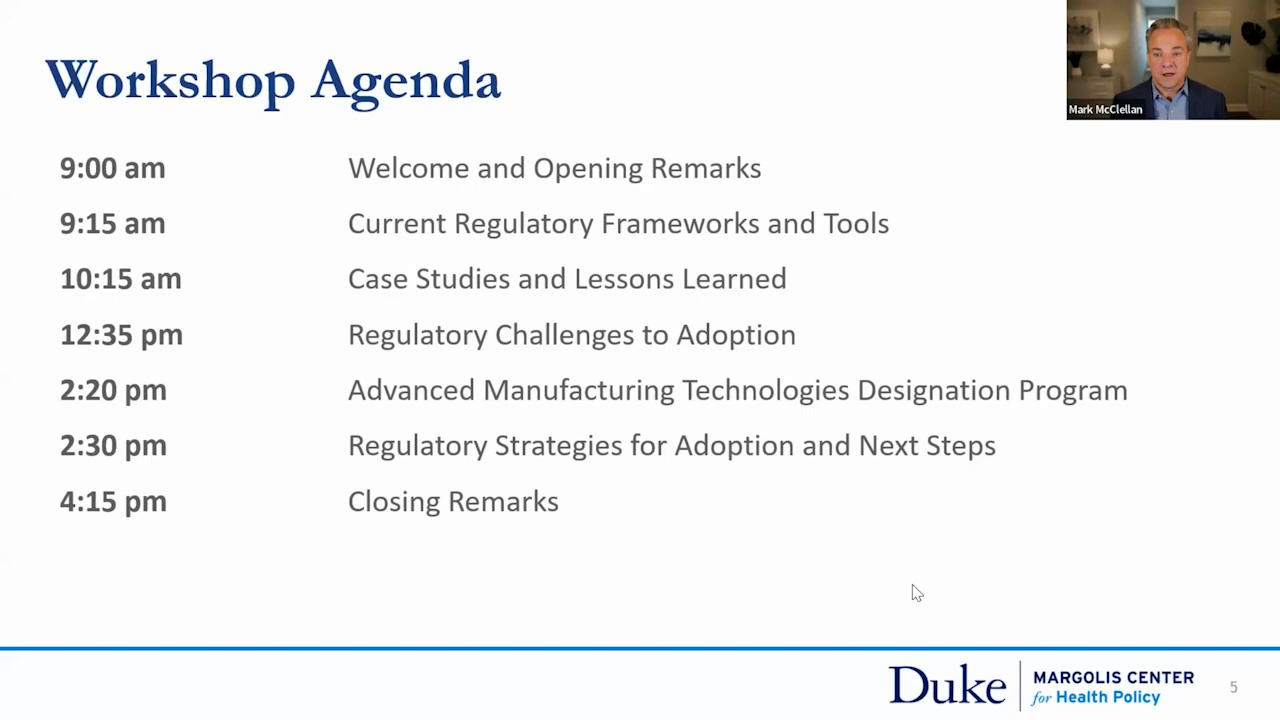 Workshop Agenda
Mark McClellan
9:00 am Welcome and Opening Remarks
9:15 am Current Regulatory Frameworks and Tools
10:15 am Case Studies and Lessons Learned
12:35 pm Regulatory Challenges to Adoption
2:20 pm Advanced Manufacturing Technologies Designation Program
2:30 pm Regulatory Strategies for Adoption and Next Steps
4:15 pm Closing Remarks
Duke
MARGOLIS CENTER
for Health Policy
5